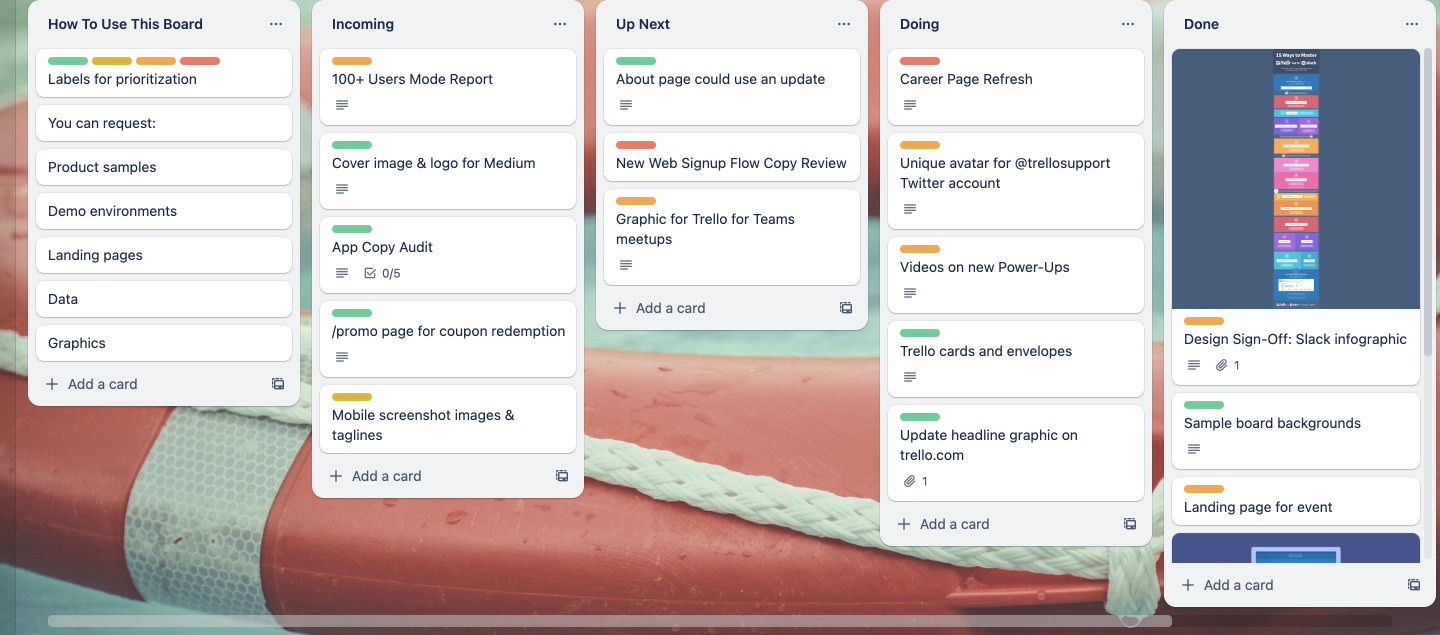 How To Use This Board
Labels for prioritization
You can request:
Product samples
Demo environments
Landing pages
Data
Graphics
Add a card
Incoming
100+ Users Mode Report
Cover image & logo for Medium
App Copy Audit
0/5
/promo page for coupon redemption
Mobile screenshot images &
taglines
Add a card
Up Next
About page could use an update
New Web Signup Flow Copy Review
Graphic for Trello for Teams
meetups
Add a card
Doing
Career Page Refresh
Unique avatar for @trellosupport
Twitter account
Videos on new Power-Ups
Trello cards and envelopes
Update headline graphic on
trello.com
1
Add a card
Done
15 Ways to Master
Design Sign-Off: Slack infographic
1
Sample board backgrounds
Landing page for event
Add a card